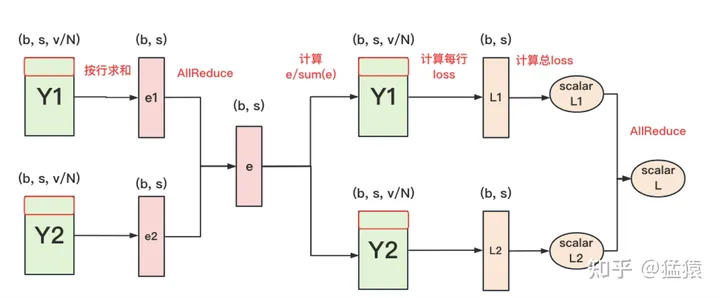 (b, s, v/N)
(b, s)
Y1
按行求和
e1
AllReduce
(b, s)
e
计算
e/sum(e)
(b, s, v/N)
Y1
计算每行
loss
(b, s)
L1
计算总loss
scalar
L1
AllReduce
scalar
L
(b, s, v/N)
(b, s)
Y2
e2
(b, s, v/N)
Y2
(b, s)
L2
scalar
L2
知乎 @猛猿